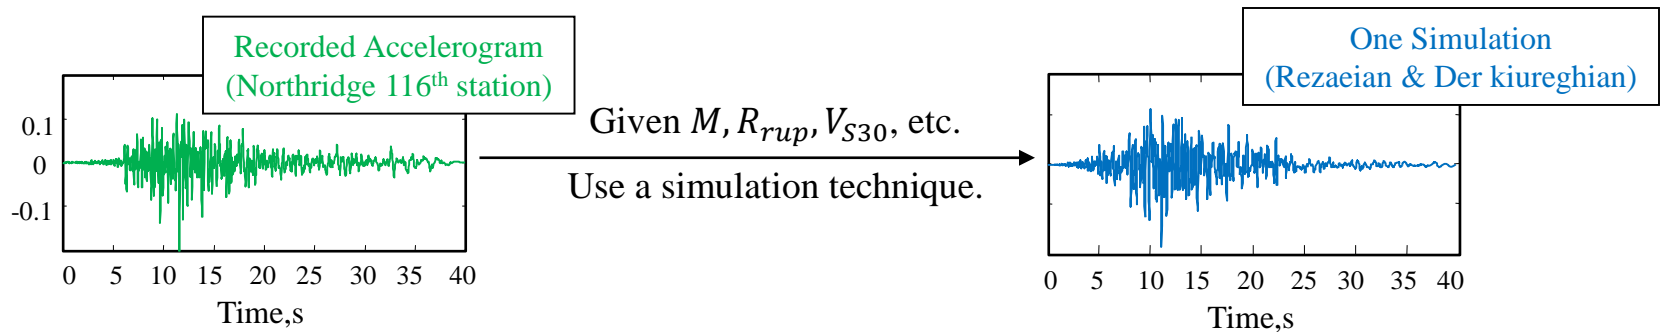 Recorded Accelerogram
(Northridge 116th station)
0.1
0
-0.1
0 5 10 15 20 25 30 35 40
Time,s
Given M, R_rup, V_S30, etc.
Use a simulation technique.
One Simulation
(Rezaeian & Der kiureghian)
0 5 10 15 20 25 30 35 40
Time,s